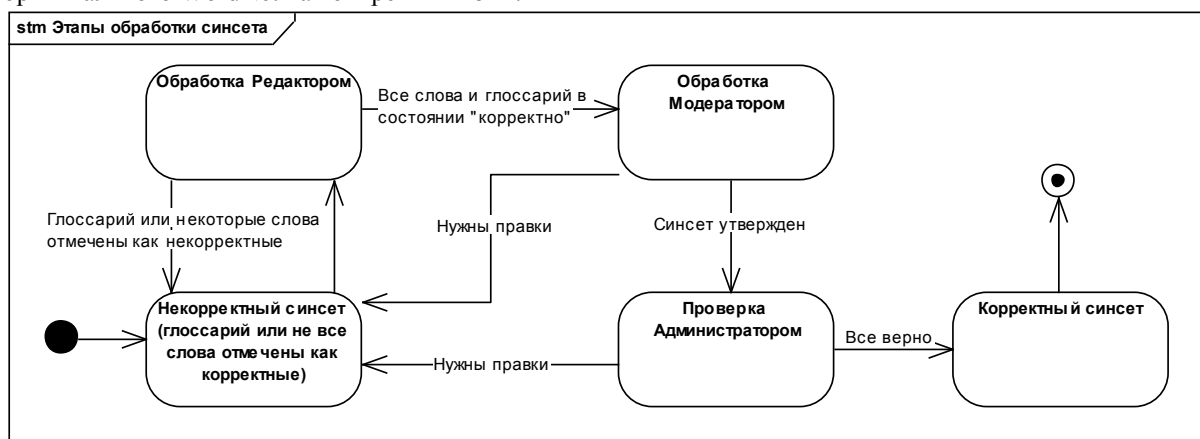 stm Этапы обработки синсета
Обработка Редактором
Обработка
Модератором
Все слова и глоссарий в
состоянии "корректно"
Глоссарий или некоторые слова
отмечены как некорректные
Нужны правки
Синсет утвержден
Некорректный синсет
(глоссарий или не все
слова отмечены как
корректные)
Проверка
Администратором
Корректный синсет
Все верно
Нужны правки